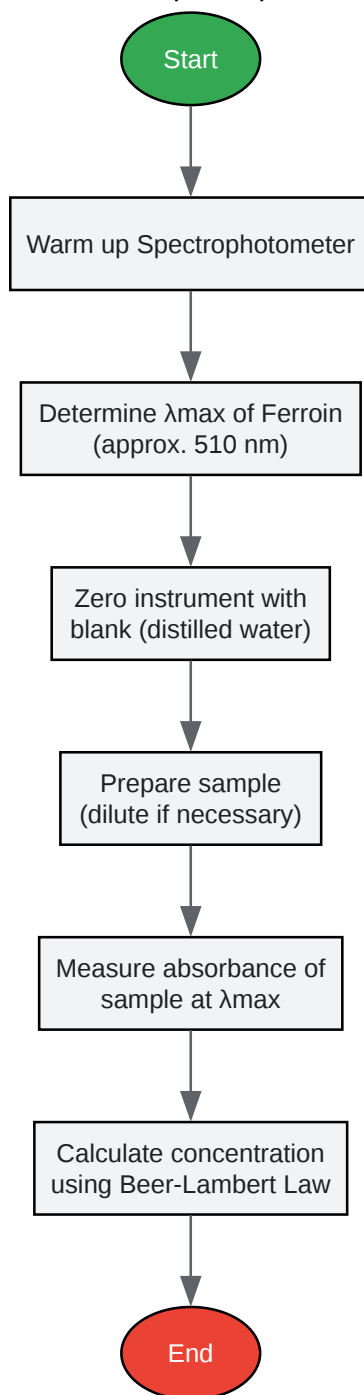 Start
Warm up Spectrophotometer
Determine λmax of Ferroin
(approx. 510 nm)
Zero instrument with
blank (distilled water)
Prepare sample
(dilute if necessary)
Measure absorbance of
sample at λmax
Calculate concentration
using Beer-Lambert Law
End